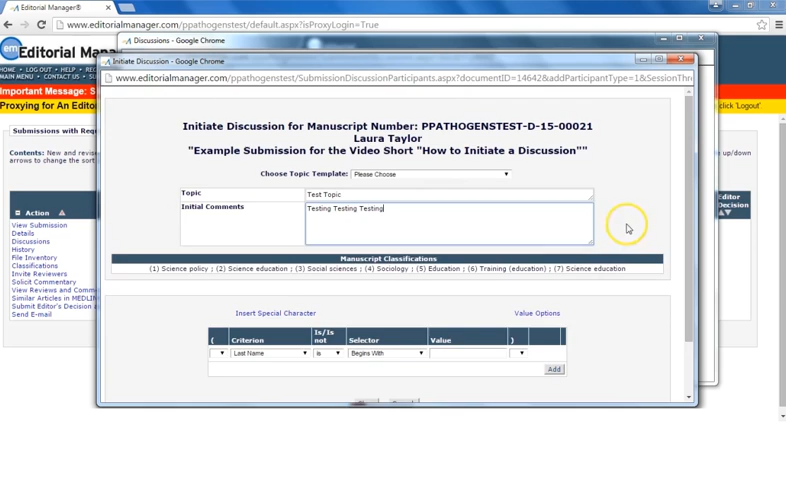 Editorial Manager®
www.editorialmanager.com/ppathogenstest/default.aspx?isProxyLogin=True
Discussions - Google Chrome
em Editorial Mana
HOME • LOG OUT • HELP •
MAIN MENU • CONTACT US •
Important Message: S
Proxying for An Editor
click 'Logout'.
Initiate Discussion - Google Chrome
www.editorialmanager.com/ppathogenstest/SubmissionDiscussionParticipants.aspx?documentID=14642&addParticipantType=1&SessionThre
Submissions with Requ
Contents: New and revise
arrows to change the sort
up/down
Action
Editor
Decision
View Submission
Details
Discussions
History
File Inventory
Classifications
Invite Reviewers
Solicit Commentary
View Reviews and Comme
Similar Articles in MEDLIN
Submit Editor's Decision a
Send E-mail
Initiate Discussion for Manuscript Number: PPATHOGENSTEST-D-15-00021
Laura Taylor
"Example Submission for the Video Short "How to Initiate a Discussion""
Choose Topic Template: Please Choose
Topic Test Topic
Initial Comments Testing Testing Testing
Manuscript Classifications
(1) Science policy ; (2) Science education ; (3) Social sciences ; (4) Sociology ; (5) Education ; (6) Training (education) ; (7) Science education
Insert Special Character Value Options
( Criterion Is/Is not Selector Value )
Last Name is Begins With
Add